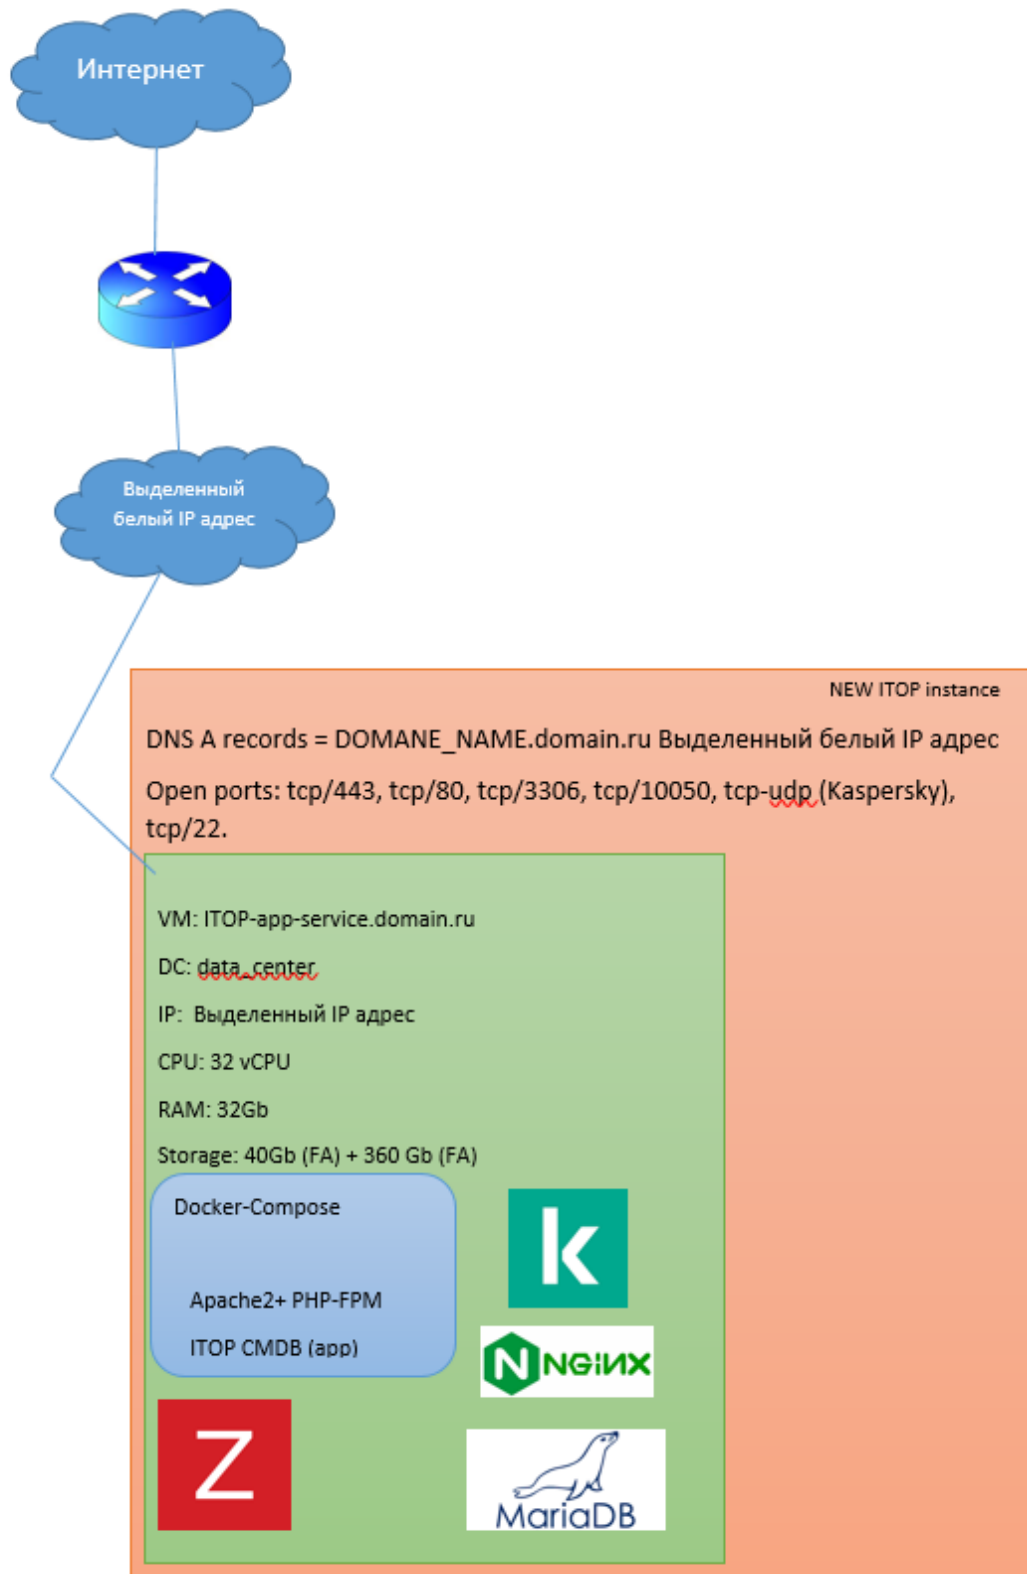 Интернет
Выделенный
белый IP адрес
NEW ITOP instance
DNS A records = DOMANE_NAME.domain.ru Выделенный белый IP адрес
Open ports: tcp/443, tcp/80, tcp/3306, tcp/10050, tcp-udp (Kaspersky),
tcp/22.
VM: ITOP-app-service.domain.ru
DC: data_center
IP: Выделенный IP адрес
CPU: 32 vCPU
RAM: 32Gb
Storage: 40Gb (FA) + 360 Gb (FA)
Docker-Compose
Apache2+ PHP-FPM
ITOP CMDB (app)
k
N NGiNX
Z
MariaDB